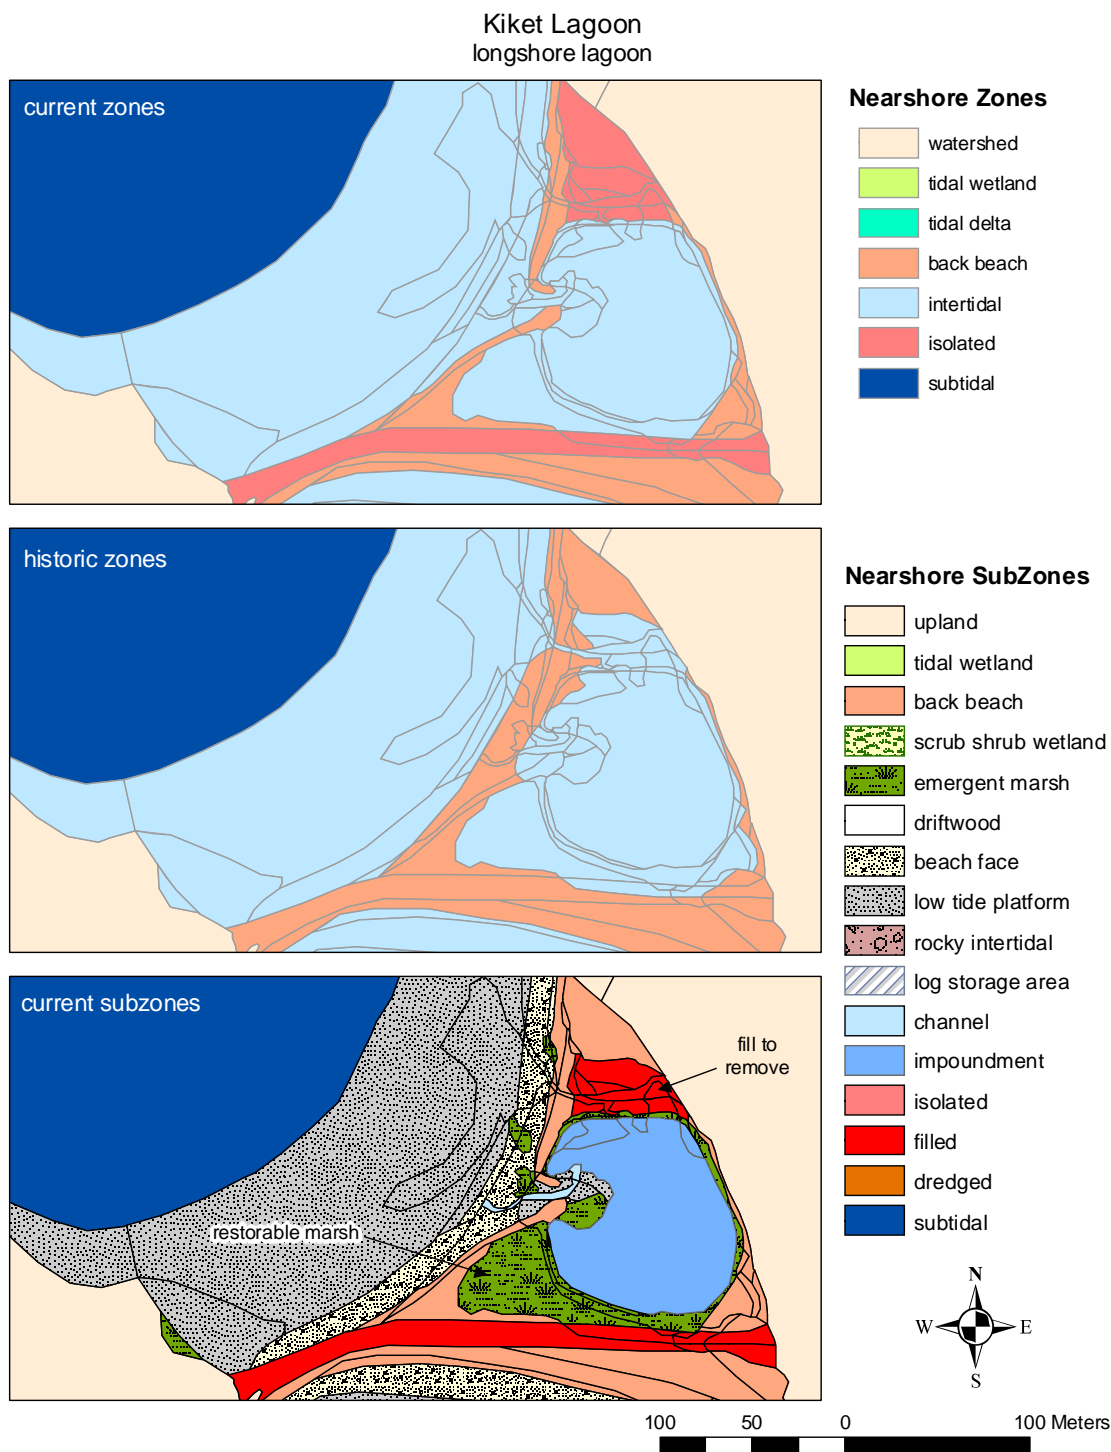 Kiket Lagoon
longshore lagoon
current zones
Nearshore Zones
watershed
tidal wetland
tidal delta
back beach
intertidal
isolated
subtidal
historic zones
Nearshore SubZones
upland
tidal wetland
back beach
scrub shrub wetland
emergent marsh
driftwood
beach face
low tide platform
rocky intertidal
log storage area
channel
impoundment
isolated
filled
dredged
subtidal
current subzones
fill to
remove
restorable marsh
N
W E
S
100 50 0 100 Meters